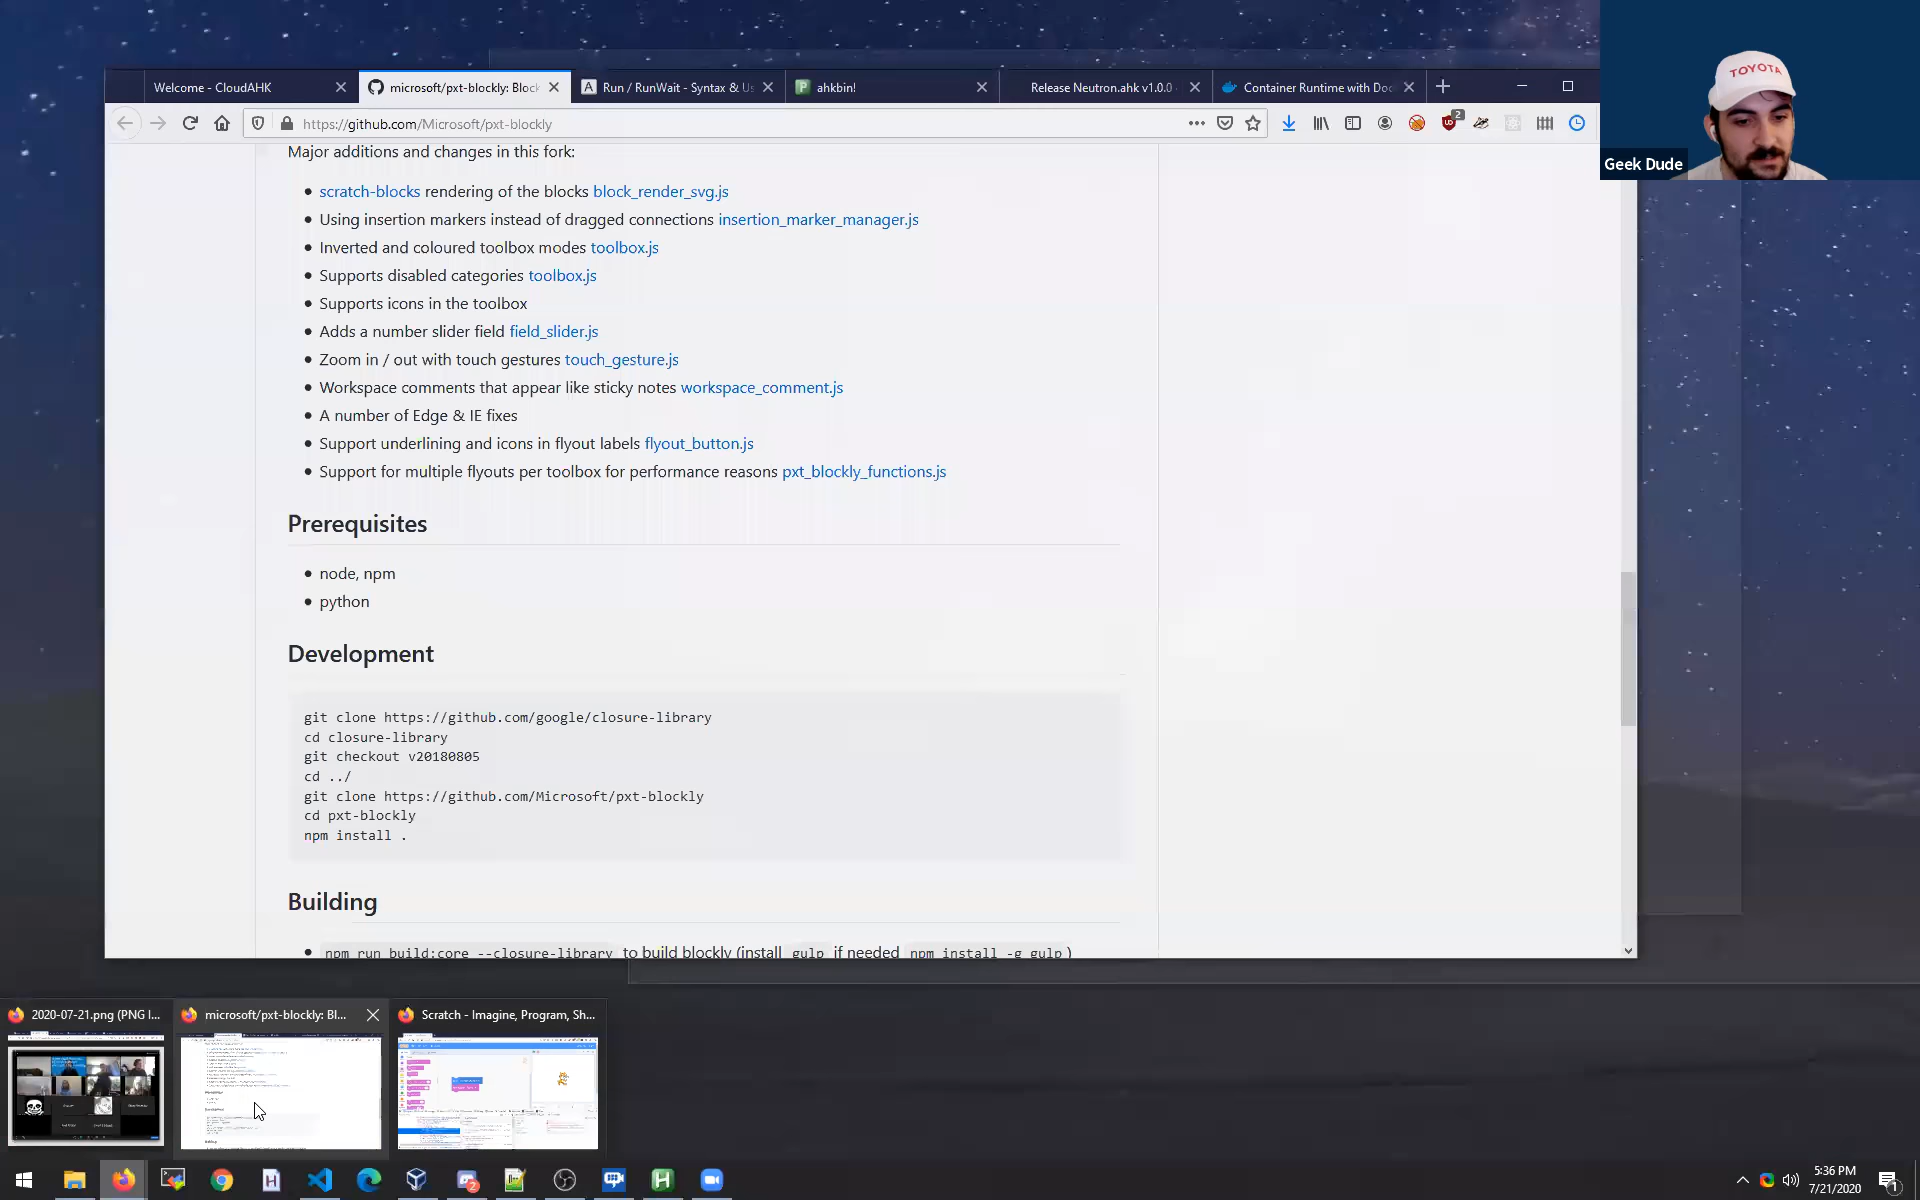 Welcome - CloudAHK
microsoft/pxt-blockly: Block
Run / RunWait - Syntax & Us
ahkbin!
Release Neutron.ahk v1.0.0
Container Runtime with Doc
TOYOTA
Geek Dude
https://github.com/Microsoft/pxt-blockly
2
Major additions and changes in this fork:
scratch-blocks rendering of the blocks block_render_svg.js
Using insertion markers instead of dragged connections insertion_marker_manager.js
Inverted and coloured toolbox modes toolbox.js
Supports disabled categories toolbox.js
Supports icons in the toolbox
Adds a number slider field field_slider.js
Zoom in / out with touch gestures touch_gesture.js
Workspace comments that appear like sticky notes workspace_comment.js
A number of Edge & IE fixes
Support underlining and icons in flyout labels flyout_button.js
Support for multiple flyouts per toolbox for performance reasons pxt_blockly_functions.js
Prerequisites
node, npm
python
Development
git clone https://github.com/google/closure-library
cd closure-library
git checkout v20180805
cd ../
git clone https://github.com/Microsoft/pxt-blockly
cd pxt-blockly
npm install .
Building
npm run build:core --closure-library to build blockly (install gulp if needed npm install -g gulp)
2020-07-21.png (PNG I...
microsoft/pxt-blockly: Bl...
Scratch - Imagine, Program, Sh...
5:36 PM
7/21/2020
1